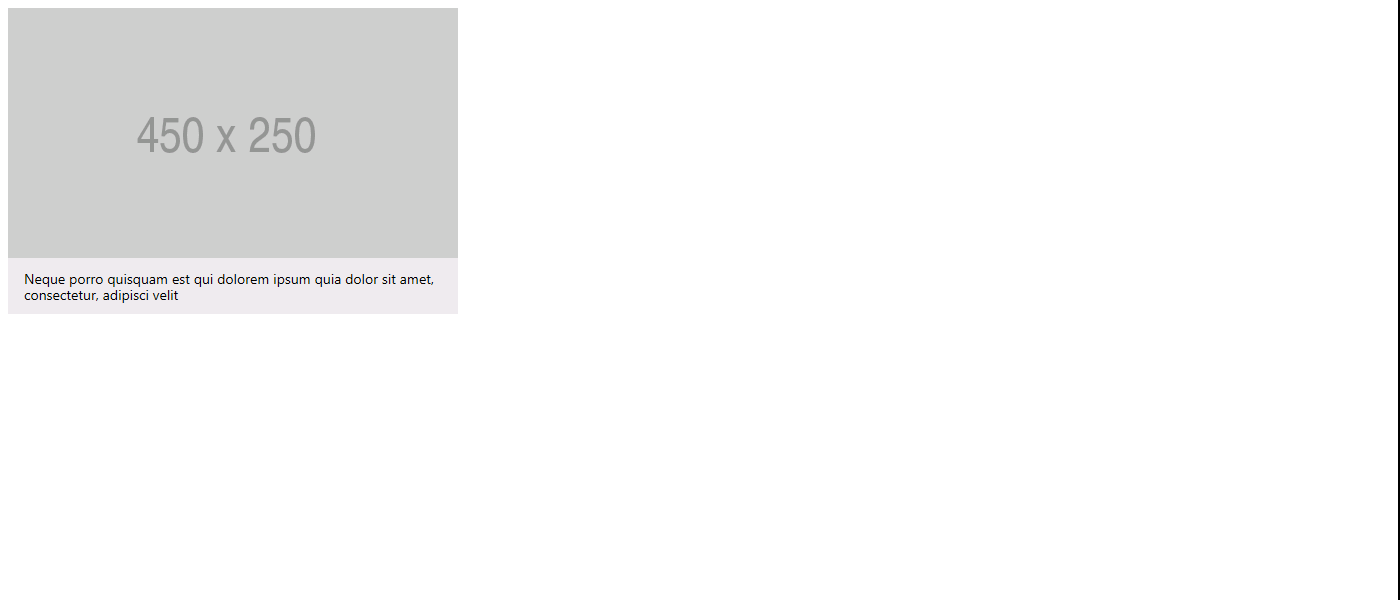 450 x 250
Neque porro quisquam est qui dolorem ipsum quia dolor sit amet,
consectetur, adipisci velit